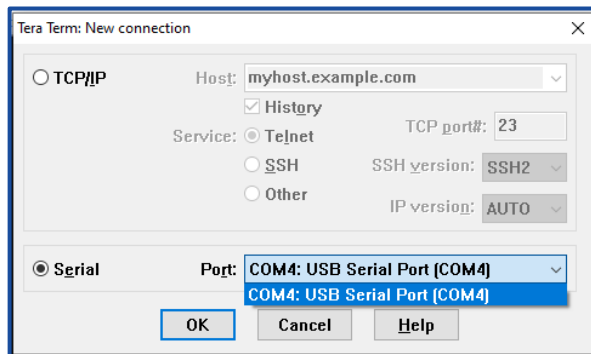 Tera Term: New connection
TCP/IP
Host: myhost.example.com
History
Service: Telnet
TCP port#: 23
SSH
SSH version: SSH2
Other
IP version: AUTO
Serial
Port: COM4: USB Serial Port (COM4)
COM4: USB Serial Port (COM4)
OK
Cancel
Help